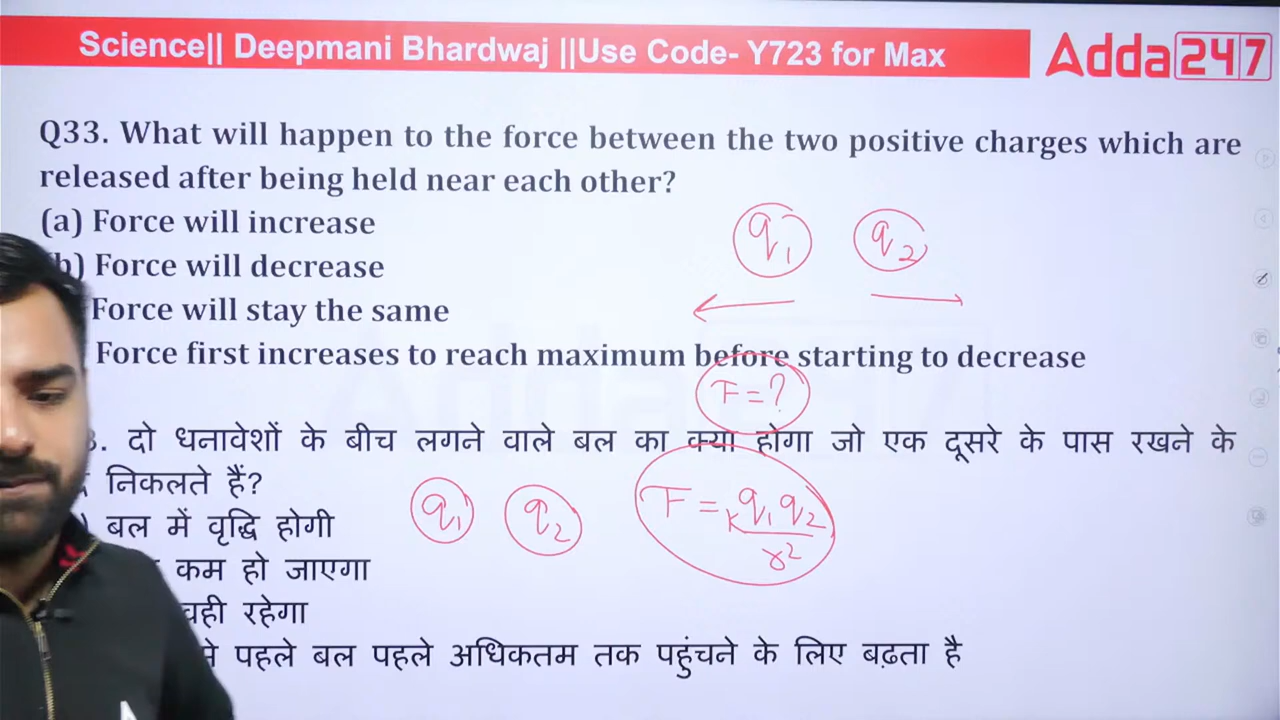 Science|| Deepmani Bhardwaj ||Use Code- Y723 for Max
Adda247
Q33. What will happen to the force between the two positive charges which are
released after being held near each other?
(a) Force will increase
b) Force will decrease
Force will stay the same
Force first increases to reach maximum before starting to decrease
q1 q2
F = ?
3. दो धनावेशों के बीच लगने वाले बल का क्या होगा जो एक दूसरे के पास रखने के
निकलते हैं?
) बल में वृद्धि होगी
कम हो जाएगा
वही रहेगा
पहले बल पहले अधिकतम तक पहुंचने के लिए बढ़ता है
q1 q2
F = K q1 q2
r2